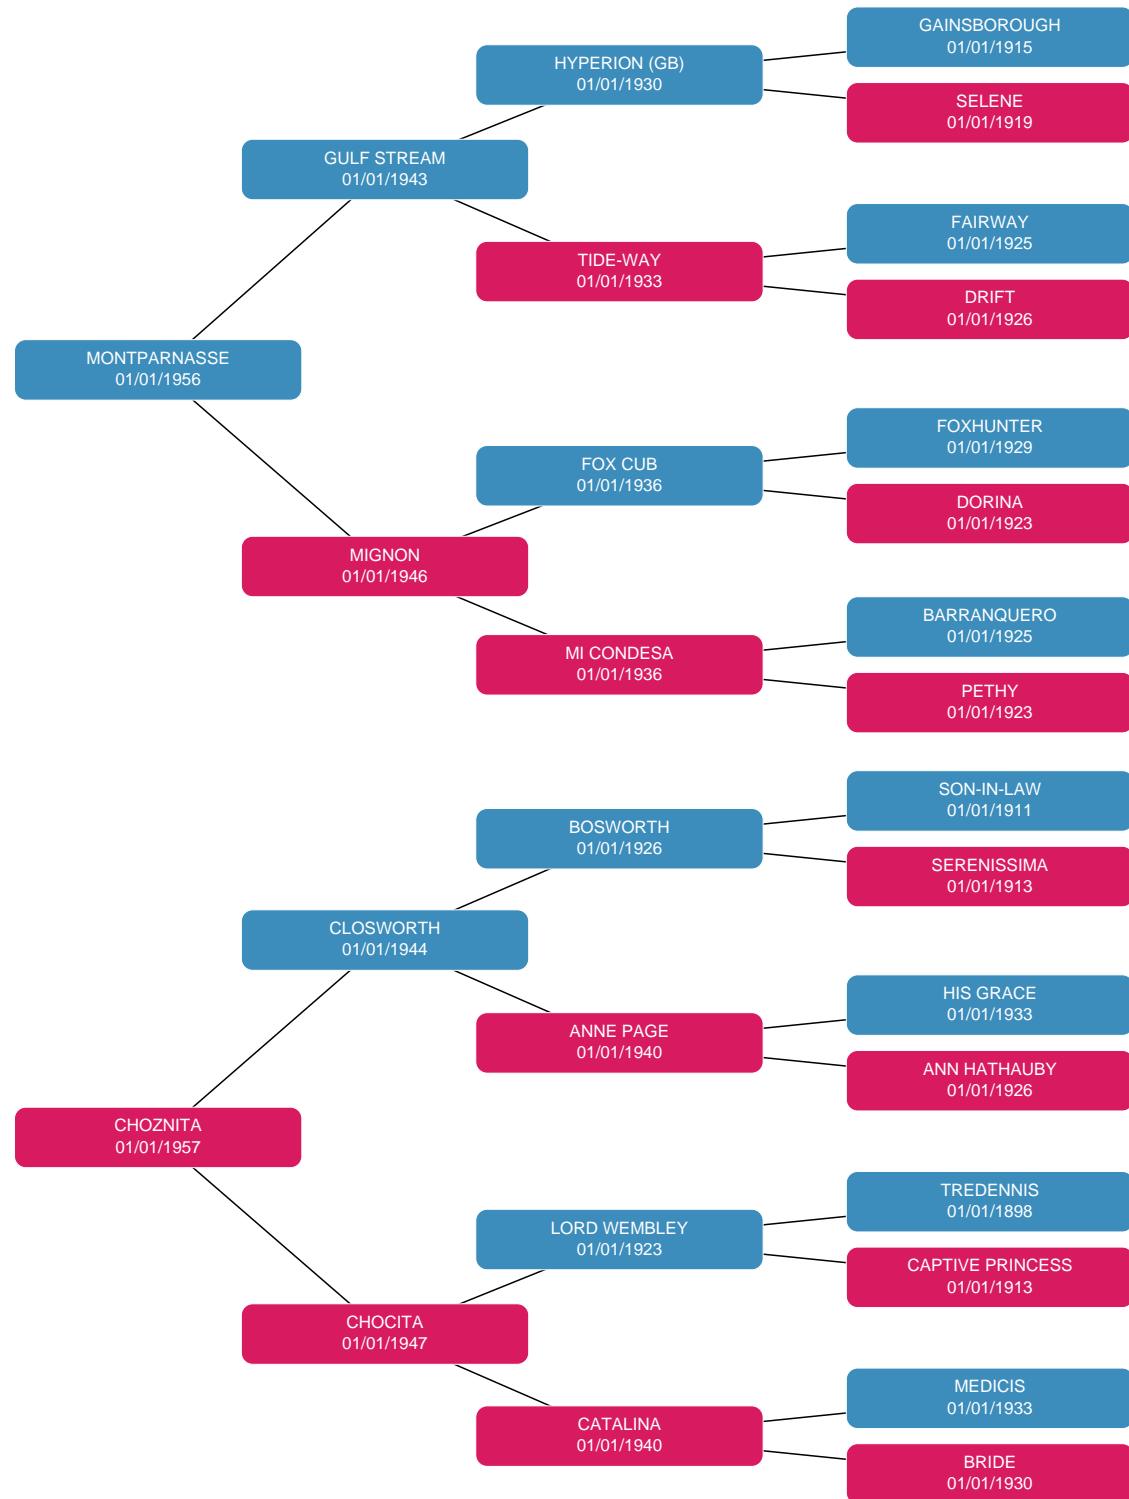 GAINSBOROUGH
01/01/1915
HYPERION (GB)
01/01/1930
SELENE
01/01/1919
GULF STREAM
01/01/1943
FAIRWAY
01/01/1925
TIDE-WAY
01/01/1933
DRIFT
01/01/1926
MONTPARNASSE
01/01/1956
FOXHUNTER
01/01/1929
FOX CUB
01/01/1936
DORINA
01/01/1923
MIGNON
01/01/1946
BARRANQUERO
01/01/1925
MI CONDESA
01/01/1936
PETHY
01/01/1923
SON-IN-LAW
01/01/1911
BOSWORTH
01/01/1926
SERENISSIMA
01/01/1913
CLOSWORTH
01/01/1944
HIS GRACE
01/01/1933
ANNE PAGE
01/01/1940
ANN HATHAUBY
01/01/1926
CHOZNITA
01/01/1957
TREDENNIS
01/01/1898
LORD WEMBLEY
01/01/1923
CAPTIVE PRINCESS
01/01/1913
CHOCITA
01/01/1947
MEDICIS
01/01/1933
CATALINA
01/01/1940
BRIDE
01/01/1930